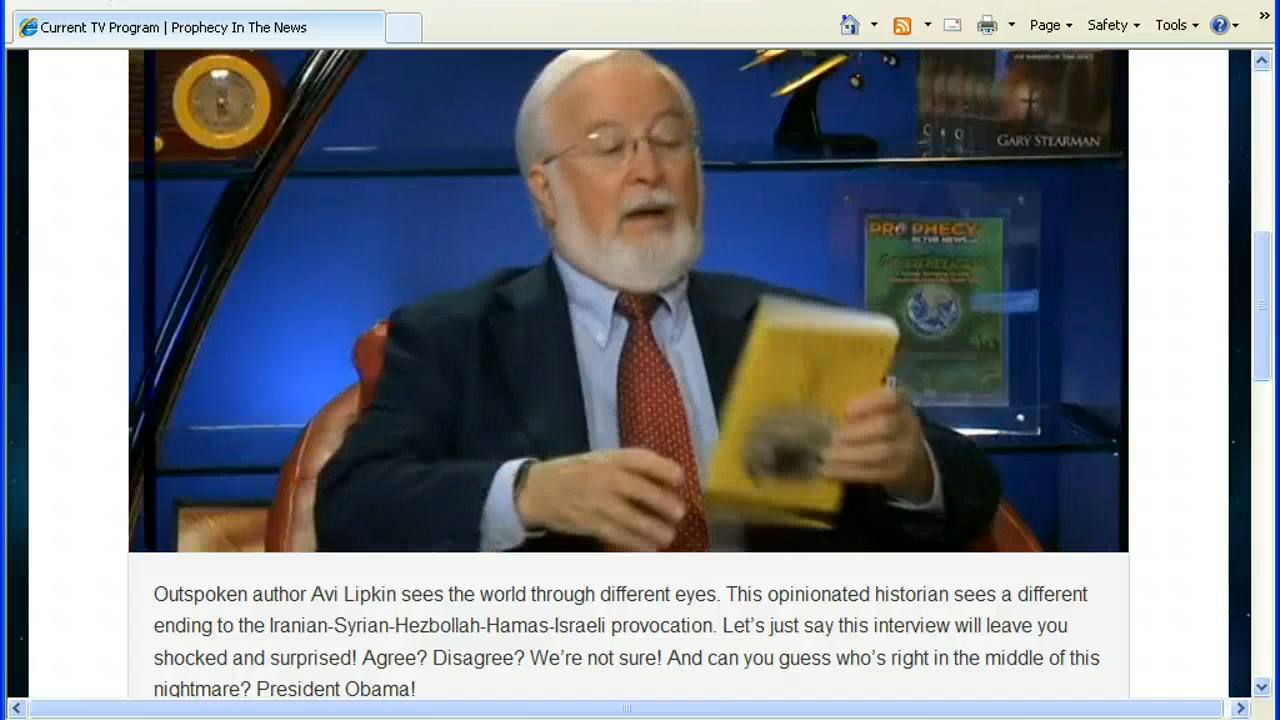 Current TV Program | Prophecy In The News
Page
Safety
Tools
GARY STEARMAN
PROPHECY
IN THE NEWS
Outspoken author Avi Lipkin sees the world through different eyes. This opinionated historian sees a different
ending to the Iranian-Syrian-Hezbollah-Hamas-Israeli provocation. Let’s just say this interview will leave you
shocked and surprised! Agree? Disagree? We’re not sure! And can you guess who’s right in the middle of this
nightmare? President Obama!